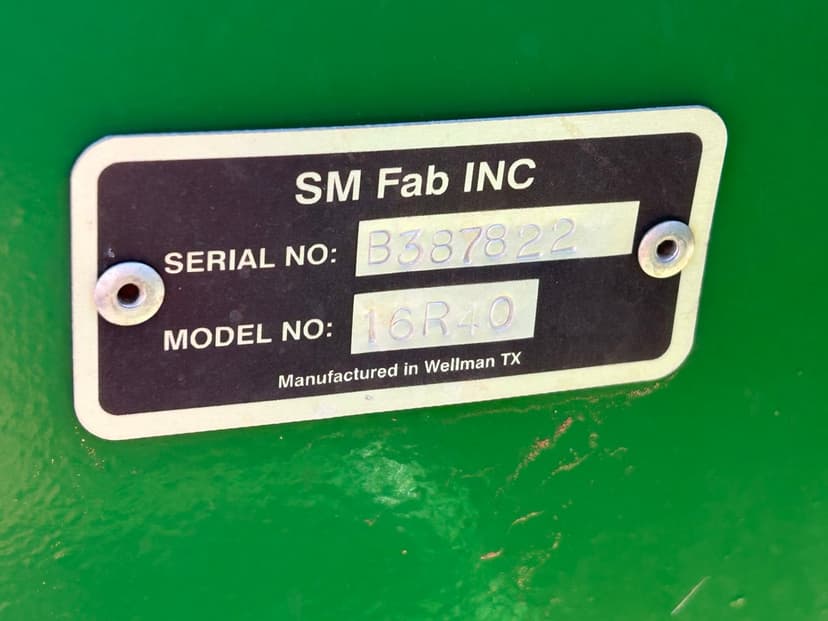 SM Fab INC
SERIAL NO: B387822
MODEL NO: 16R40
Manufactured in Wellman TX